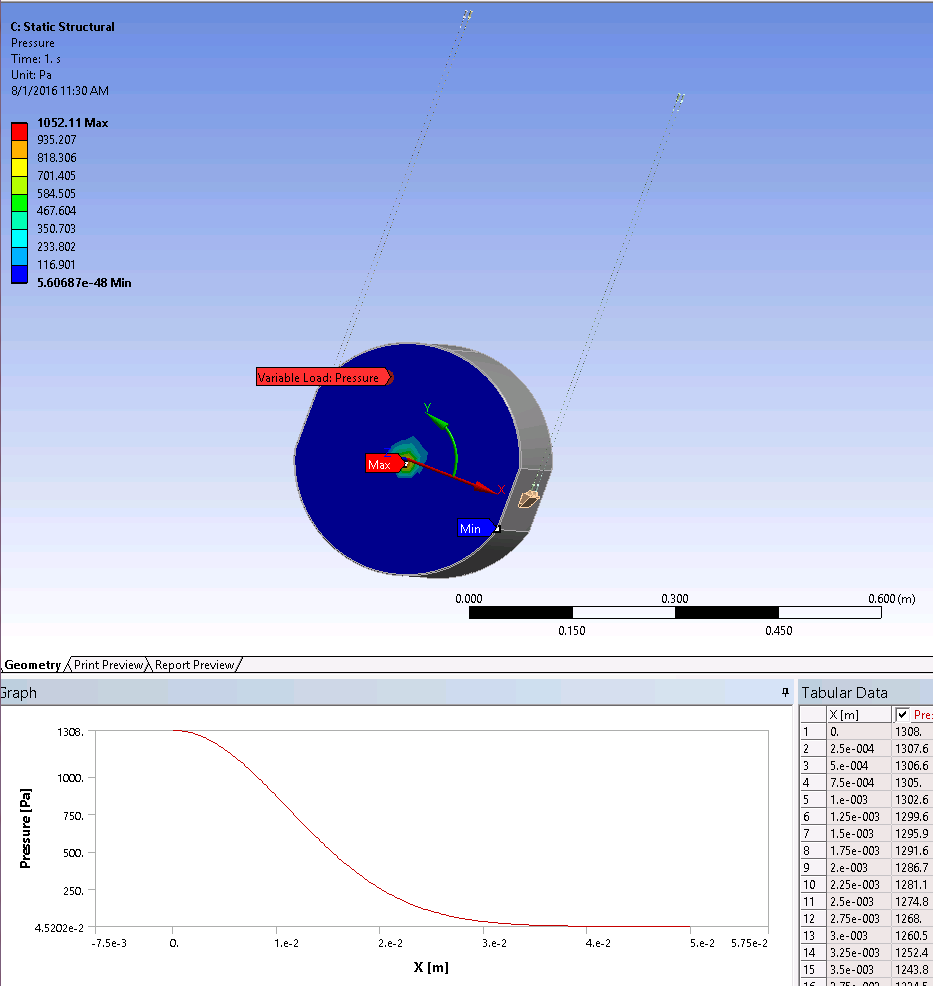 C: Static Structural
Pressure
Time: 1. s
Unit: Pa
8/1/2016 11:30 AM
1052.11 Max
935.207
818.306
701.405
584.505
467.604
350.703
233.802
116.901
5.60687e-48 Min
Variable Load: Pressure
Y
Max
X
Min
0.000 0.300 0.600 (m)
0.150 0.450
Geometry Print Preview Report Preview
Graph
1308.
1000.
750.
500.
250.
4.5202e-2
Pressure [Pa]
-7.5e-3 0. 1.e-2 2.e-2 3.e-2 4.e-2 5.e-2 5.75e-2
X [m]
Tabular Data
X [m] Pre
1 0. 1308.
2 2.5e-004 1307.6
3 5.e-004 1306.6
4 7.5e-004 1305.
5 1.e-003 1302.6
6 1.25e-003 1299.6
7 1.5e-003 1295.9
8 1.75e-003 1291.6
9 2.e-003 1286.7
10 2.25e-003 1281.1
11 2.5e-003 1274.8
12 2.75e-003 1268.
13 3.e-003 1260.5
14 3.25e-003 1252.4
15 3.5e-003 1243.8